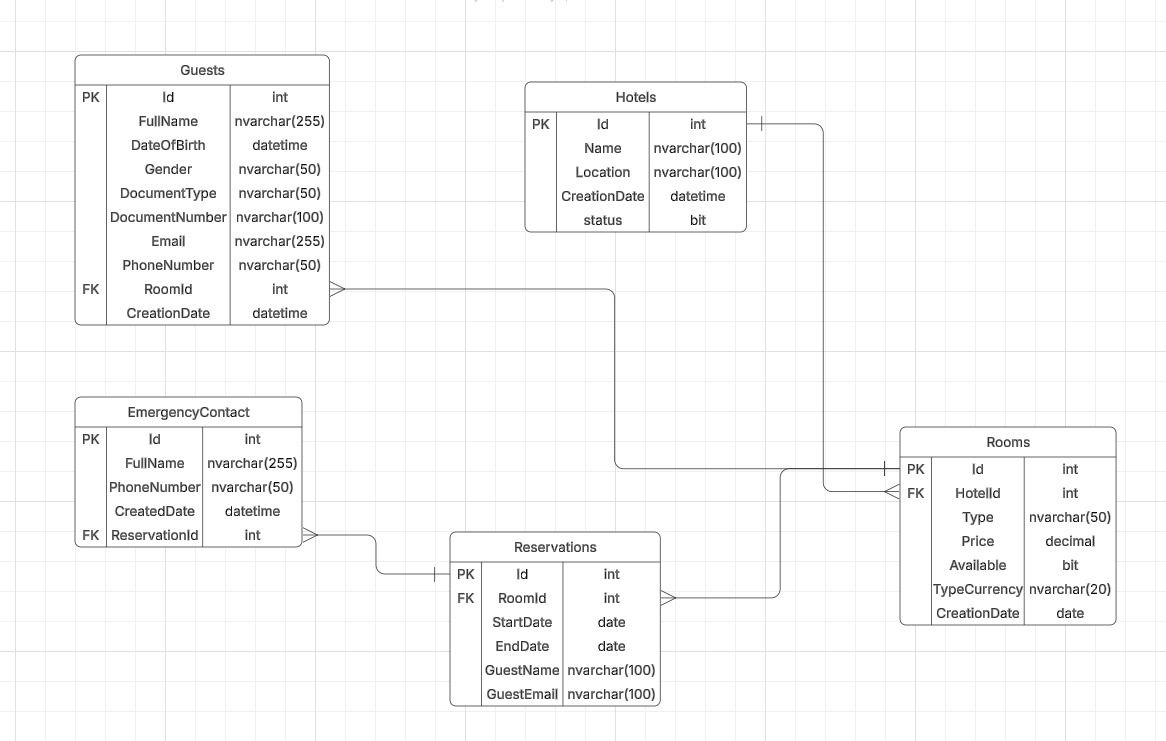 Guests
PK Id int
FullName nvarchar(255)
DateOfBirth datetime
Gender nvarchar(50)
DocumentType nvarchar(50)
DocumentNumber nvarchar(100)
Email nvarchar(255)
PhoneNumber nvarchar(50)
FK RoomId int
CreationDate datetime
Hotels
PK Id int
Name nvarchar(100)
Location nvarchar(100)
CreationDate datetime
status bit
EmergencyContact
PK Id int
FullName nvarchar(255)
PhoneNumber nvarchar(50)
CreatedDate datetime
FK ReservationId int
Reservations
PK Id int
FK RoomId int
StartDate date
EndDate date
GuestName nvarchar(100)
GuestEmail nvarchar(100)
Rooms
PK Id int
FK HotelId int
Type nvarchar(50)
Price decimal
Available bit
TypeCurrency nvarchar(20)
CreationDate date